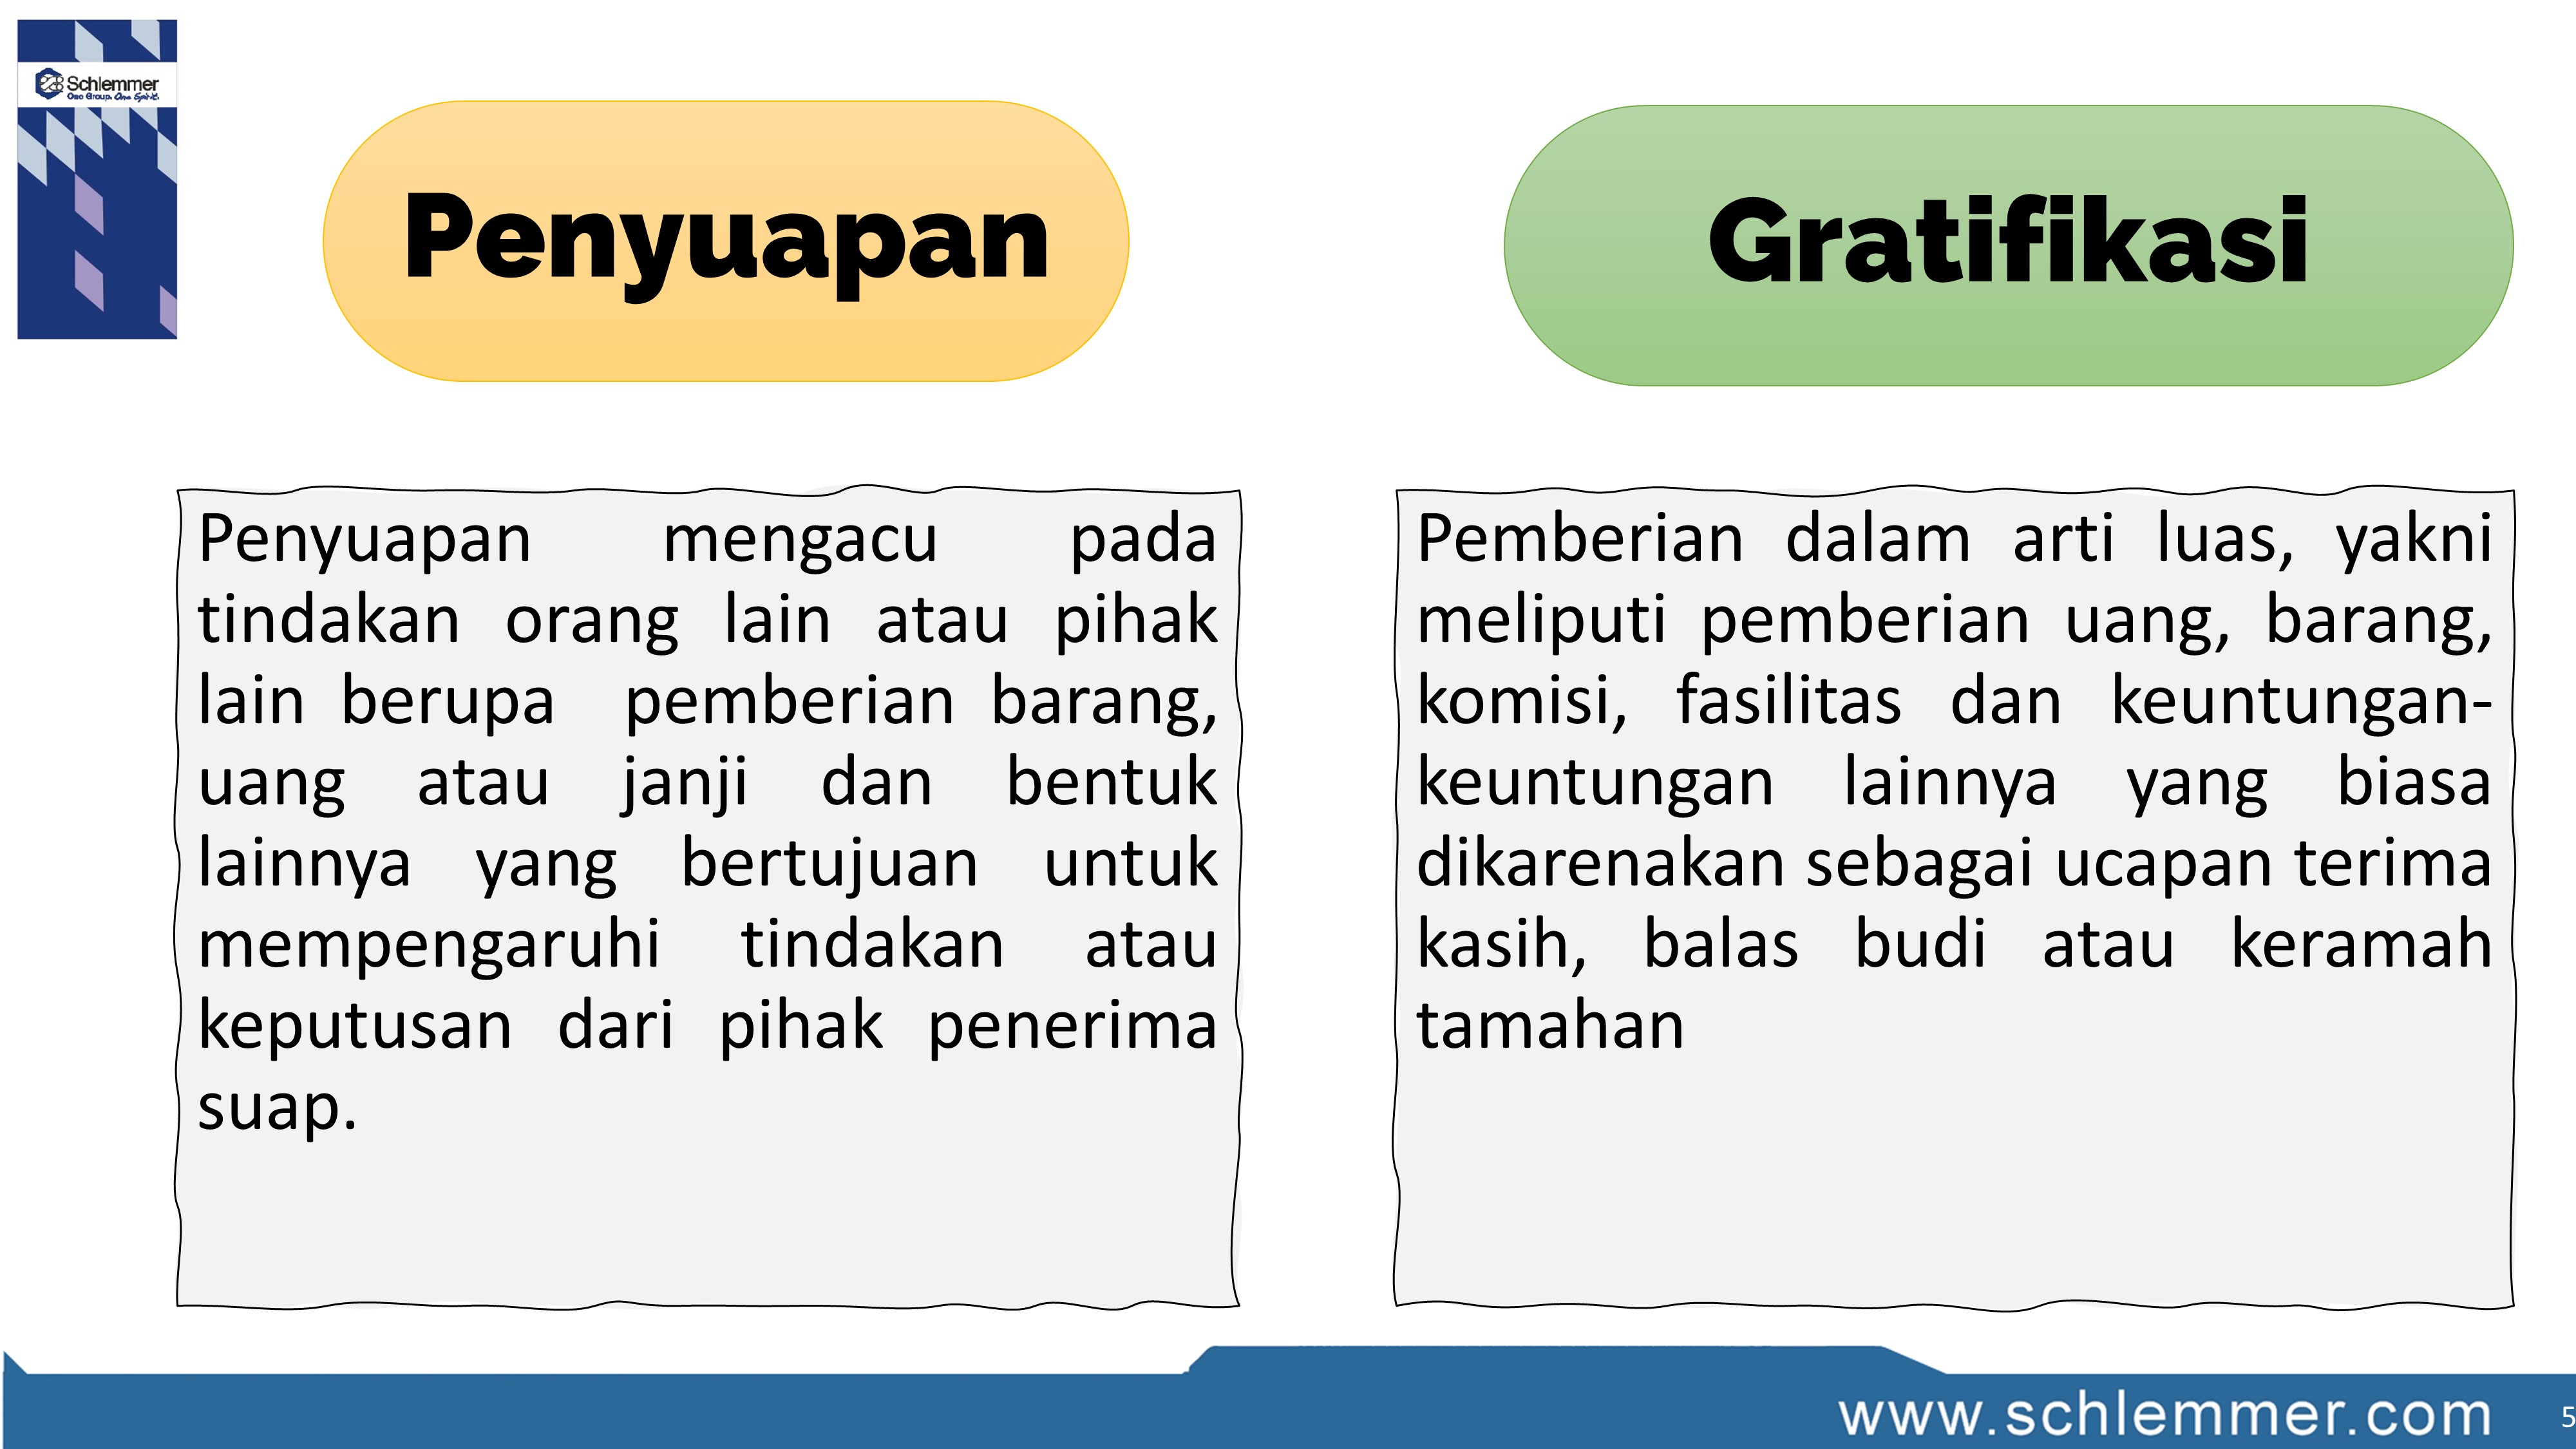 Schlemmer
One Group. One Spirit.
Penyuapan
Gratifikasi
Penyuapan mengacu pada
tindakan orang lain atau pihak
lain berupa pemberian barang,
uang atau janji dan bentuk
lainnya yang bertujuan untuk
mempengaruhi tindakan atau
keputusan dari pihak penerima
suap.
Pemberian dalam arti luas, yakni
meliputi pemberian uang, barang,
komisi, fasilitas dan keuntungan-
keuntungan lainnya yang biasa
dikarenakan sebagai ucapan terima
kasih, balas budi atau keramah
tamahan
www.schlemmer.com
5